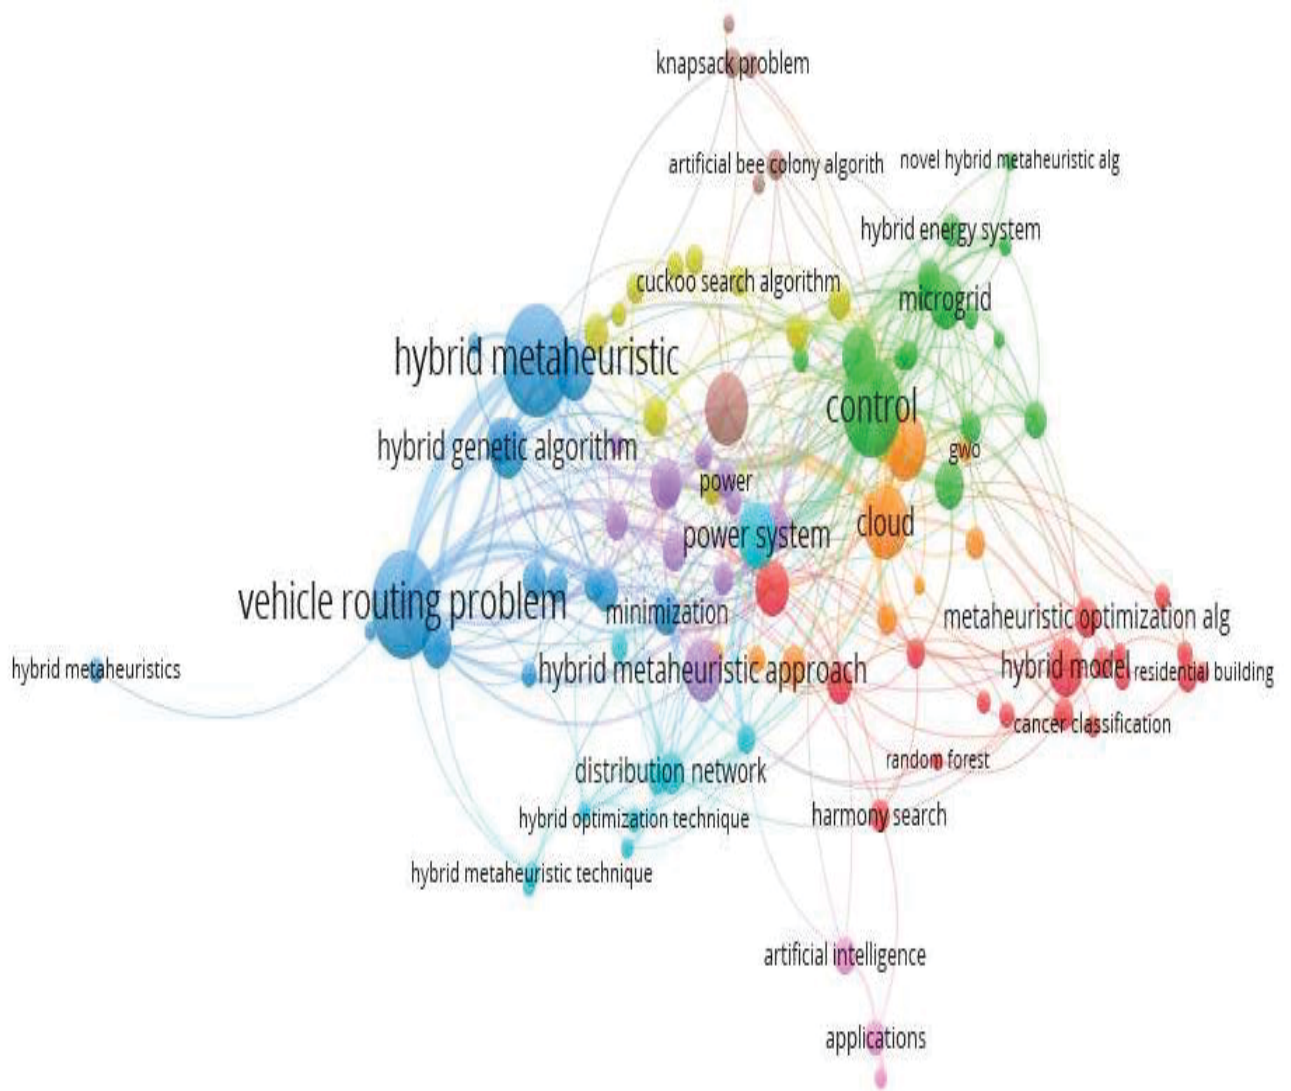 knapsack problem
artificial bee colony algorith
novel hybrid metaheuristic alg
hybrid energy system
cuckoo search algorithm
microgrid
hybrid metaheuristic
control
hybrid genetic algorithm
gwo
power
cloud
power system
vehicle routing problem
minimization
metaheuristic optimization alg
hybrid metaheuristics
hybrid metaheuristic approach
hybrid model
residential building
cancer classification
random forest
distribution network
harmony search
hybrid optimization technique
hybrid metaheuristic technique
artificial intelligence
applications